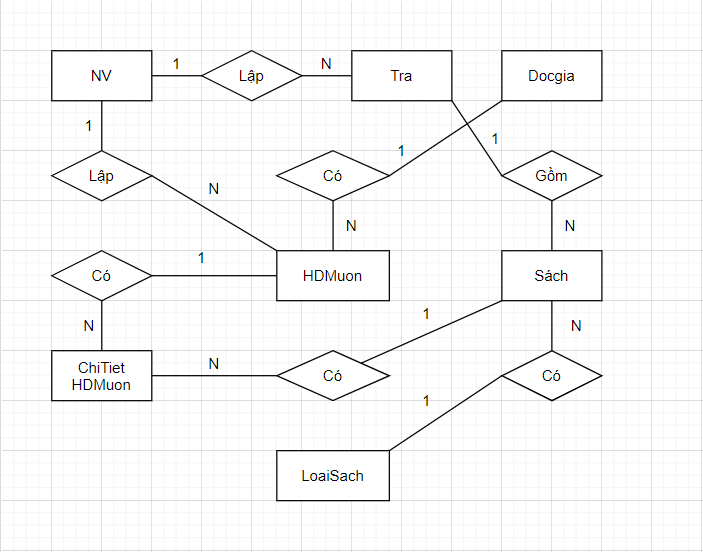 NV
1
Lập
N
Tra
Docgia
1
Lập
N
Có
1
1
Gồm
N
N
Có
1
HDMuon
Sách
N
ChiTiet
HDMuon
N
Có
1
N
Có
1
LoaiSach